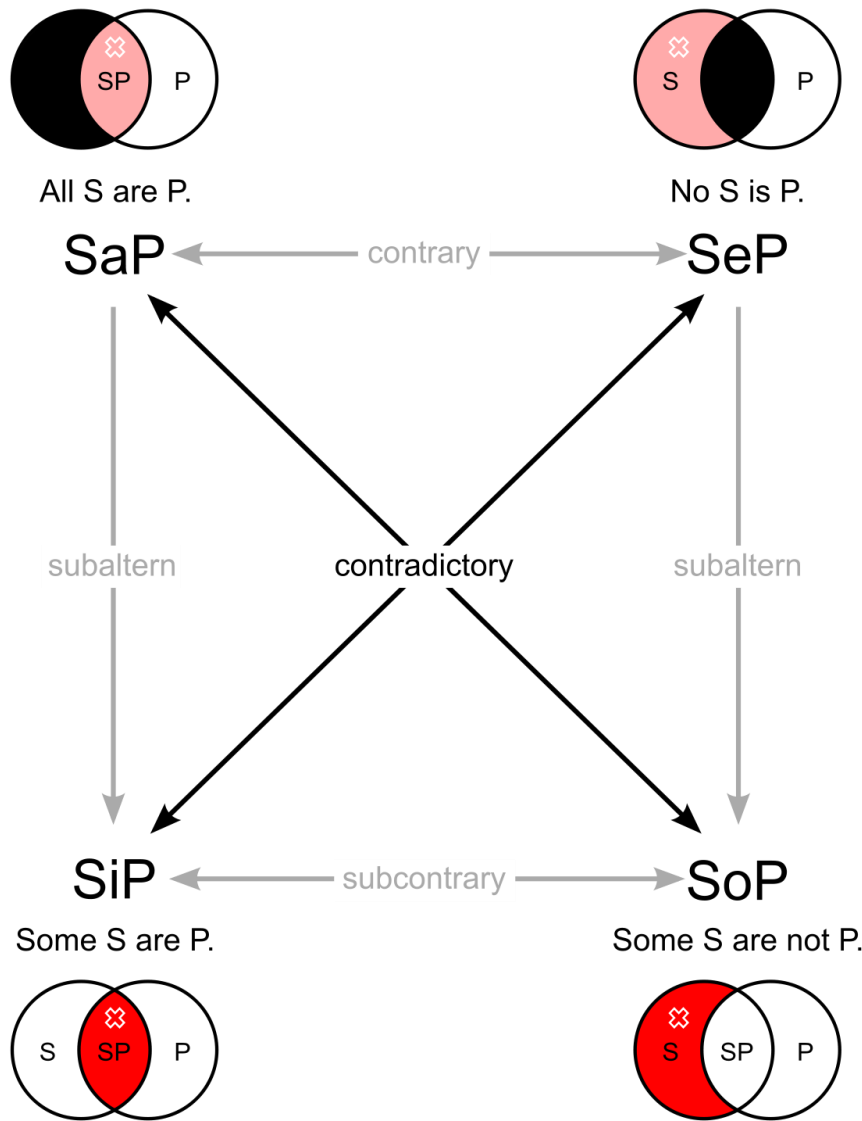 SP P
S P
All S are P.
No S is P.
SaP contrary SeP
subaltern contradictory subaltern
SiP subcontrary SoP
Some S are P.
Some S are not P.
S SP P
S SP P